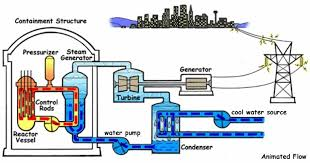 Containment Structure
Pressurizer
Steam
Generator
Control
Rods
Reactor
Vessel
Turbine
Generator
water pump
cool water source
Condenser
Animated Flow